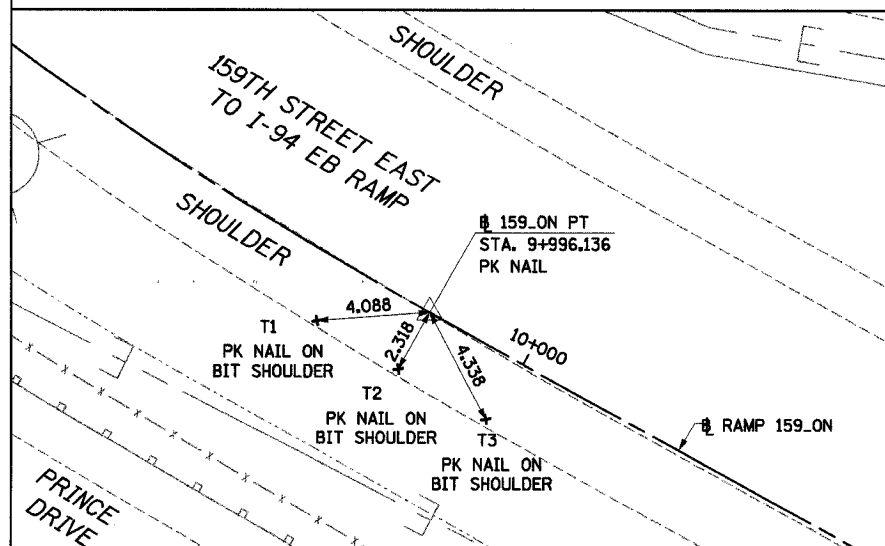 SHOULDER
159TH STREET EAST
TO I-94 EB RAMP
SHOULDER
℄ 159_ON PT
STA. 9+996.136
PK NAIL
4.088
2.318
4.338
10+000
T1
PK NAIL ON
BIT SHOULDER
T2
PK NAIL ON
BIT SHOULDER
T3
PK NAIL ON
BIT SHOULDER
℄ RAMP 159_ON
PRINCE
DRIVE